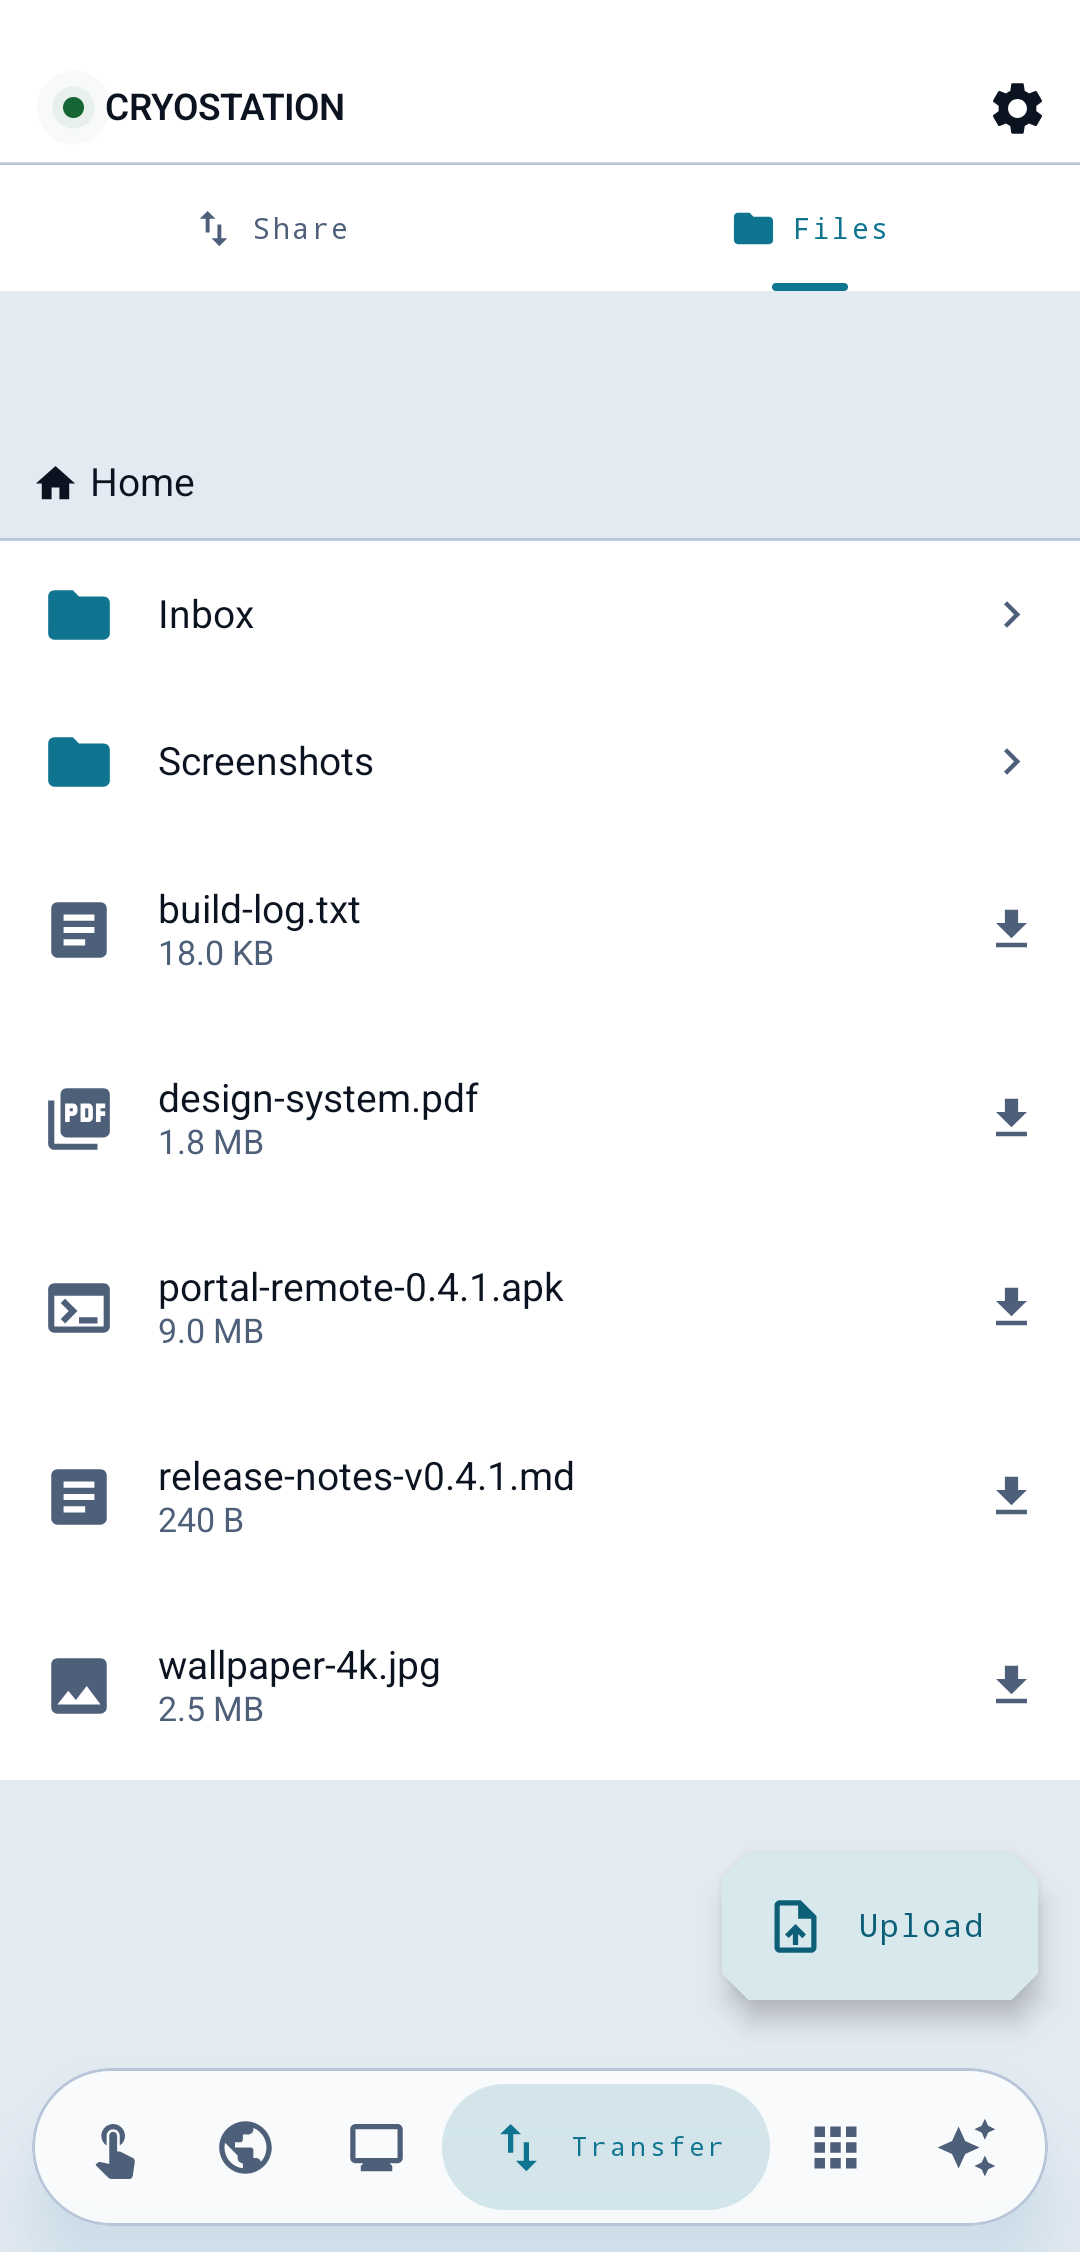 CRYOSTATION
Share
Files
Home
Inbox
Screenshots
build-log.txt
18.0 KB
PDF
design-system.pdf
1.8 MB
portal-remote-0.4.1.apk
9.0 MB
release-notes-v0.4.1.md
240 B
wallpaper-4k.jpg
2.5 MB
Upload
Transfer